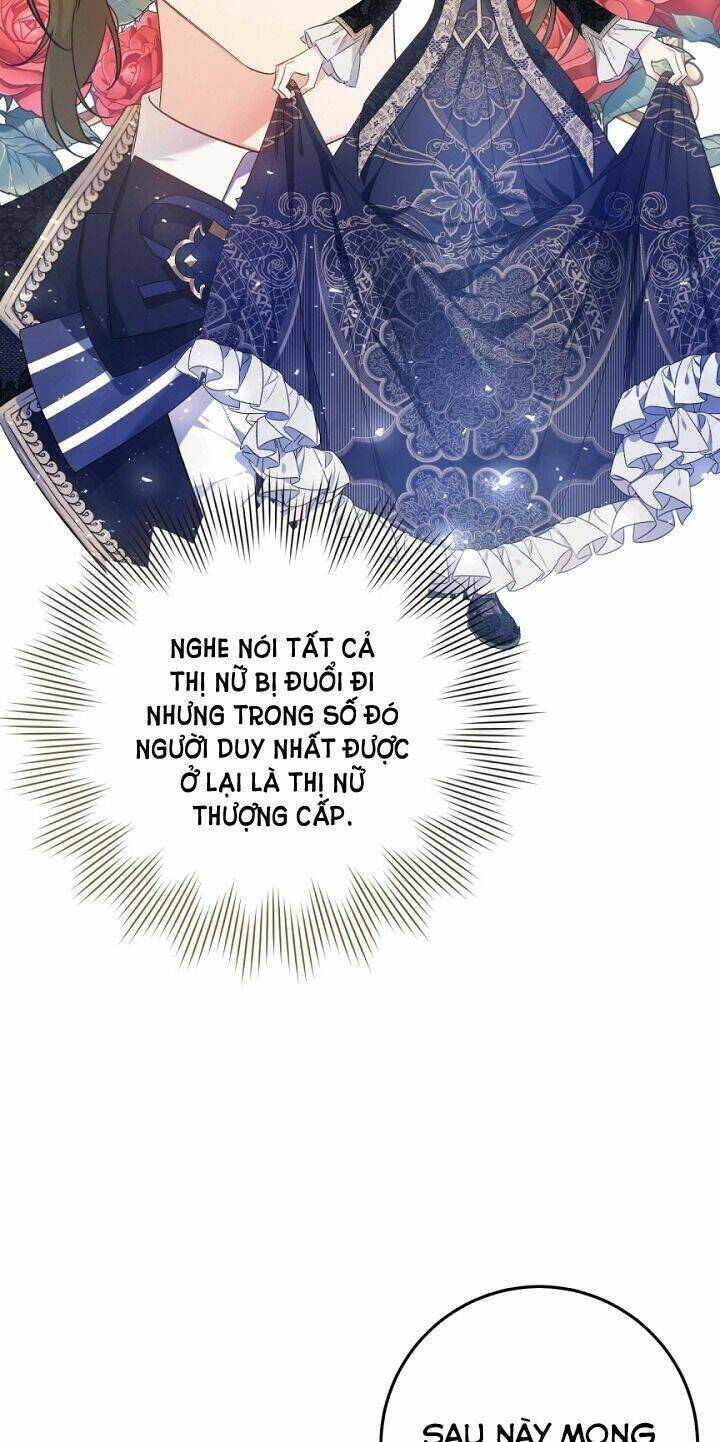 NGHE NÓI TẤT CẢ
THỊ NỮ BỊ ĐUỔI ĐI
NHƯNG TRONG SỐ ĐÓ
NGƯỜI DUY NHẤT ĐƯỢC
Ở LẠI LÀ THỊ NỮ
THƯỢNG CẤP.
SAU NÀY MONG